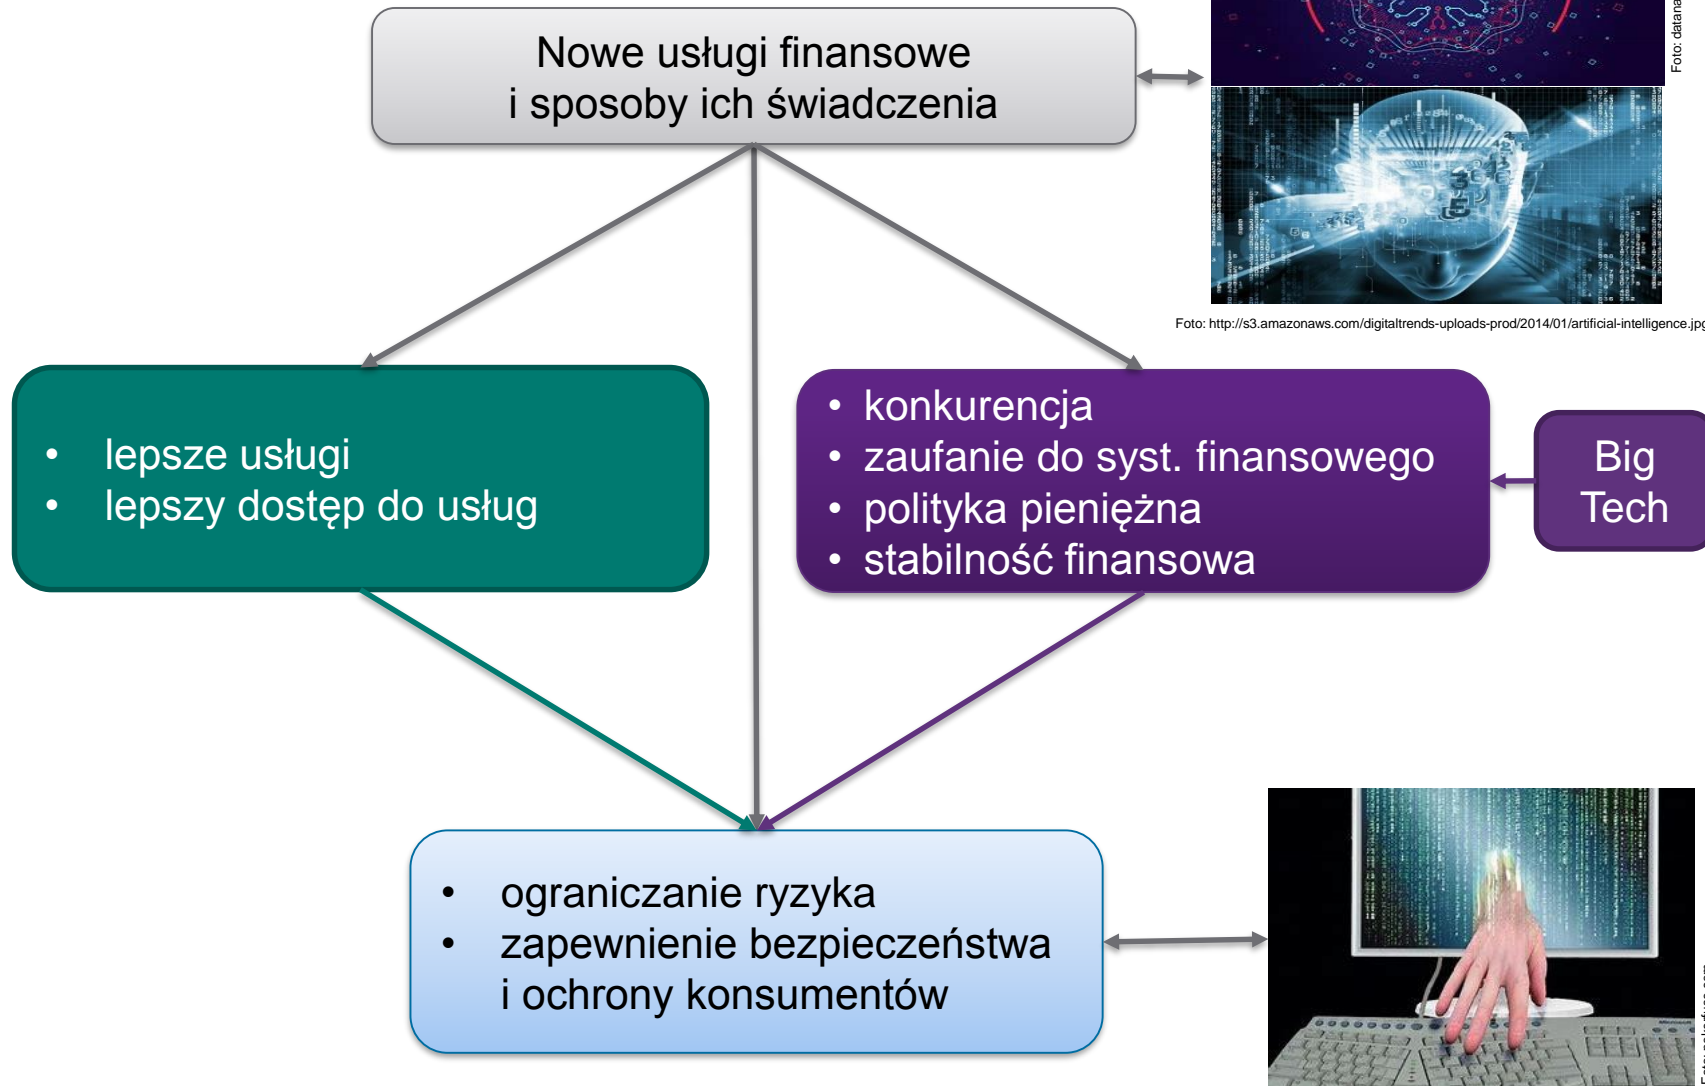 Nowe usługi finansowe
i sposoby ich świadczenia
Foto: datana
Foto: http://s3.amazonaws.com/digitaltrends-uploads-prod/2014/01/artificial-intelligence.jpg
• lepsze usługi
• lepszy dostęp do usług
• konkurencja
• zaufanie do syst. finansowego
• polityka pieniężna
• stabilność finansowa
Big
Tech
• ograniczanie ryzyka
• zapewnienie bezpieczeństwa
i ochrony konsumentów